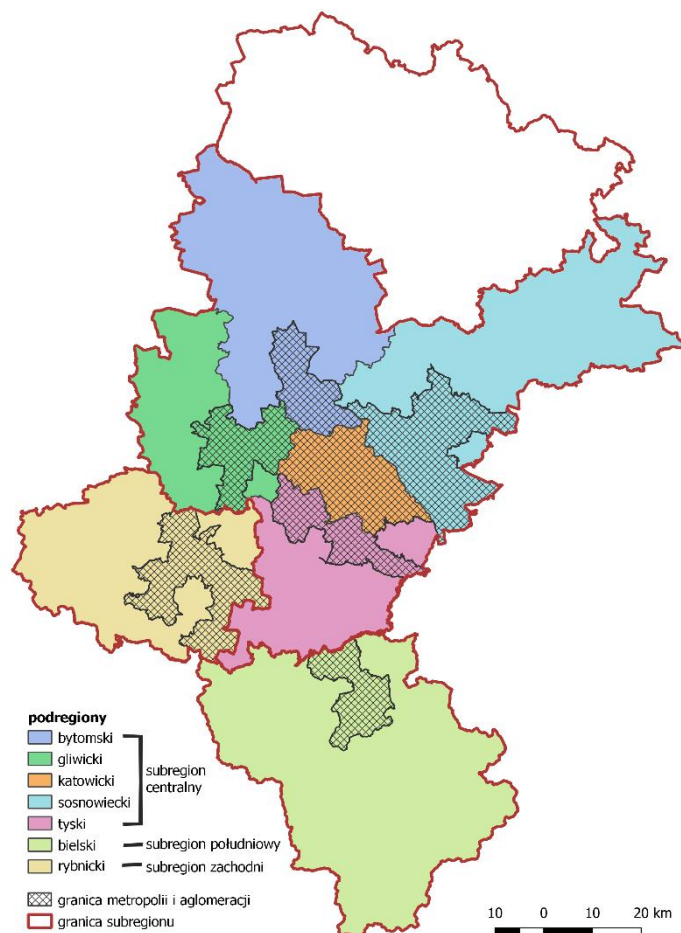 podregiony
bytomski
gliwicki
katowicki
sosnowiecki
tyski
bielski
rybnicki
subregion
centralny
subregion południowy
subregion zachodni
granica metropolii i aglomeracji
granica subregionu
10 0 10 20 km